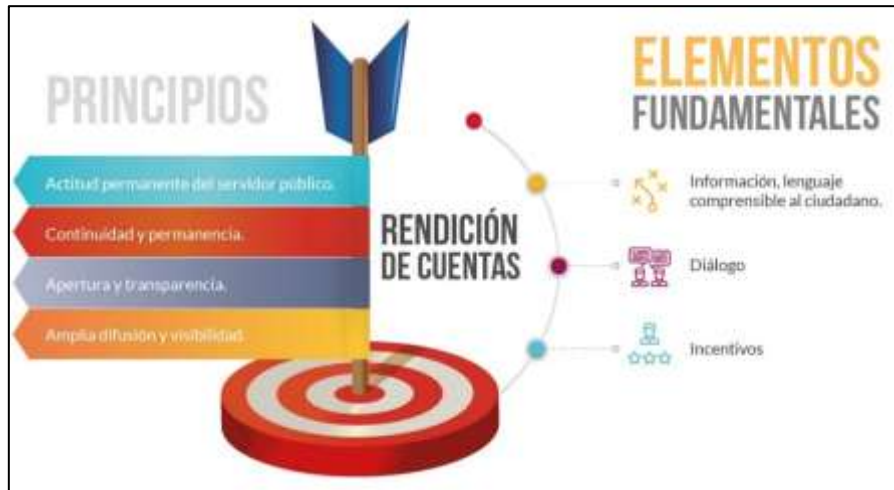 PRINCIPIOS
Actitud permanente del servidor público.
Continuidad y permanencia.
Apertura y transparencia.
Amplia difusión y visibilidad.
RENDICIÓN
DE CUENTAS
ELEMENTOS
FUNDAMENTALES
Información, lenguaje
comprensible al ciudadano.
Diálogo
Incentivos